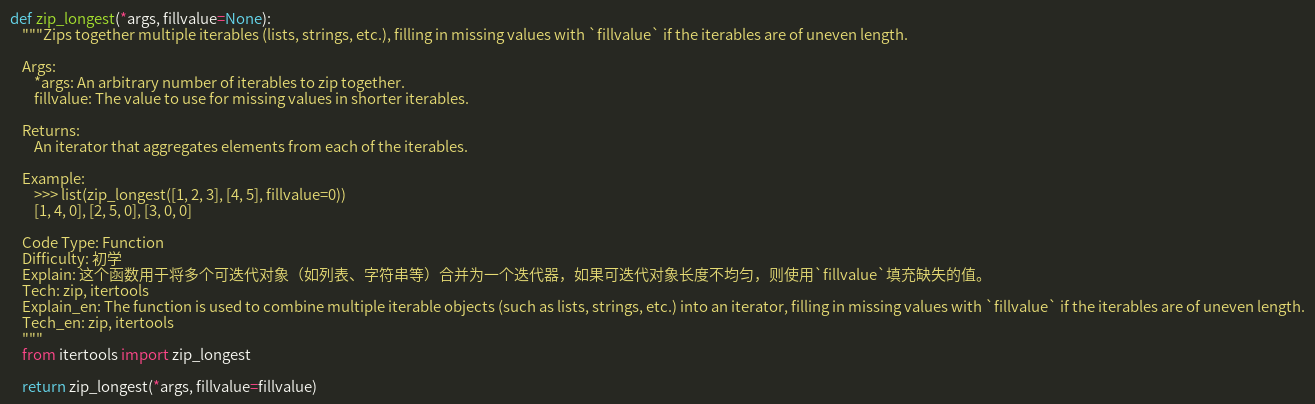 def zip_longest(*args, fillvalue=None):
"""Zips together multiple iterables (lists, strings, etc.), filling in missing values with `fillvalue` if the iterables are of uneven length.
Args:
*args: An arbitrary number of iterables to zip together.
fillvalue: The value to use for missing values in shorter iterables.
Returns:
An iterator that aggregates elements from each of the iterables.
Example:
>>> list(zip_longest([1, 2, 3], [4, 5], fillvalue=0))
[1, 4, 0], [2, 5, 0], [3, 0, 0]
Code Type: Function
Difficulty: 初学
Explain: 这个函数用于将多个可迭代对象（如列表、字符串等）合并为一个迭代器，如果可迭代对象长度不均匀，则使用`fillvalue`填充缺失的值。
Tech: zip, itertools
Explain_en: The function is used to combine multiple iterable objects (such as lists, strings, etc.) into an iterator, filling in missing values with `fillvalue` if the iterables are of uneven length.
Tech_en: zip, itertools
"""
from itertools import zip_longest
return zip_longest(*args, fillvalue=fillvalue)